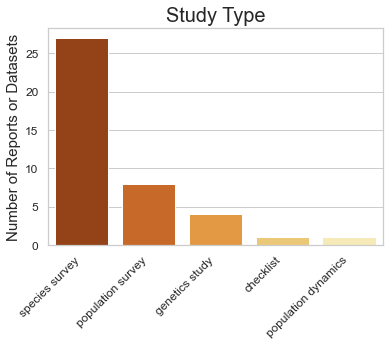 Study Type
Number of Reports or Datasets
25
20
15
10
5
0
species survey
population survey
genetics study
checklist
population dynamics